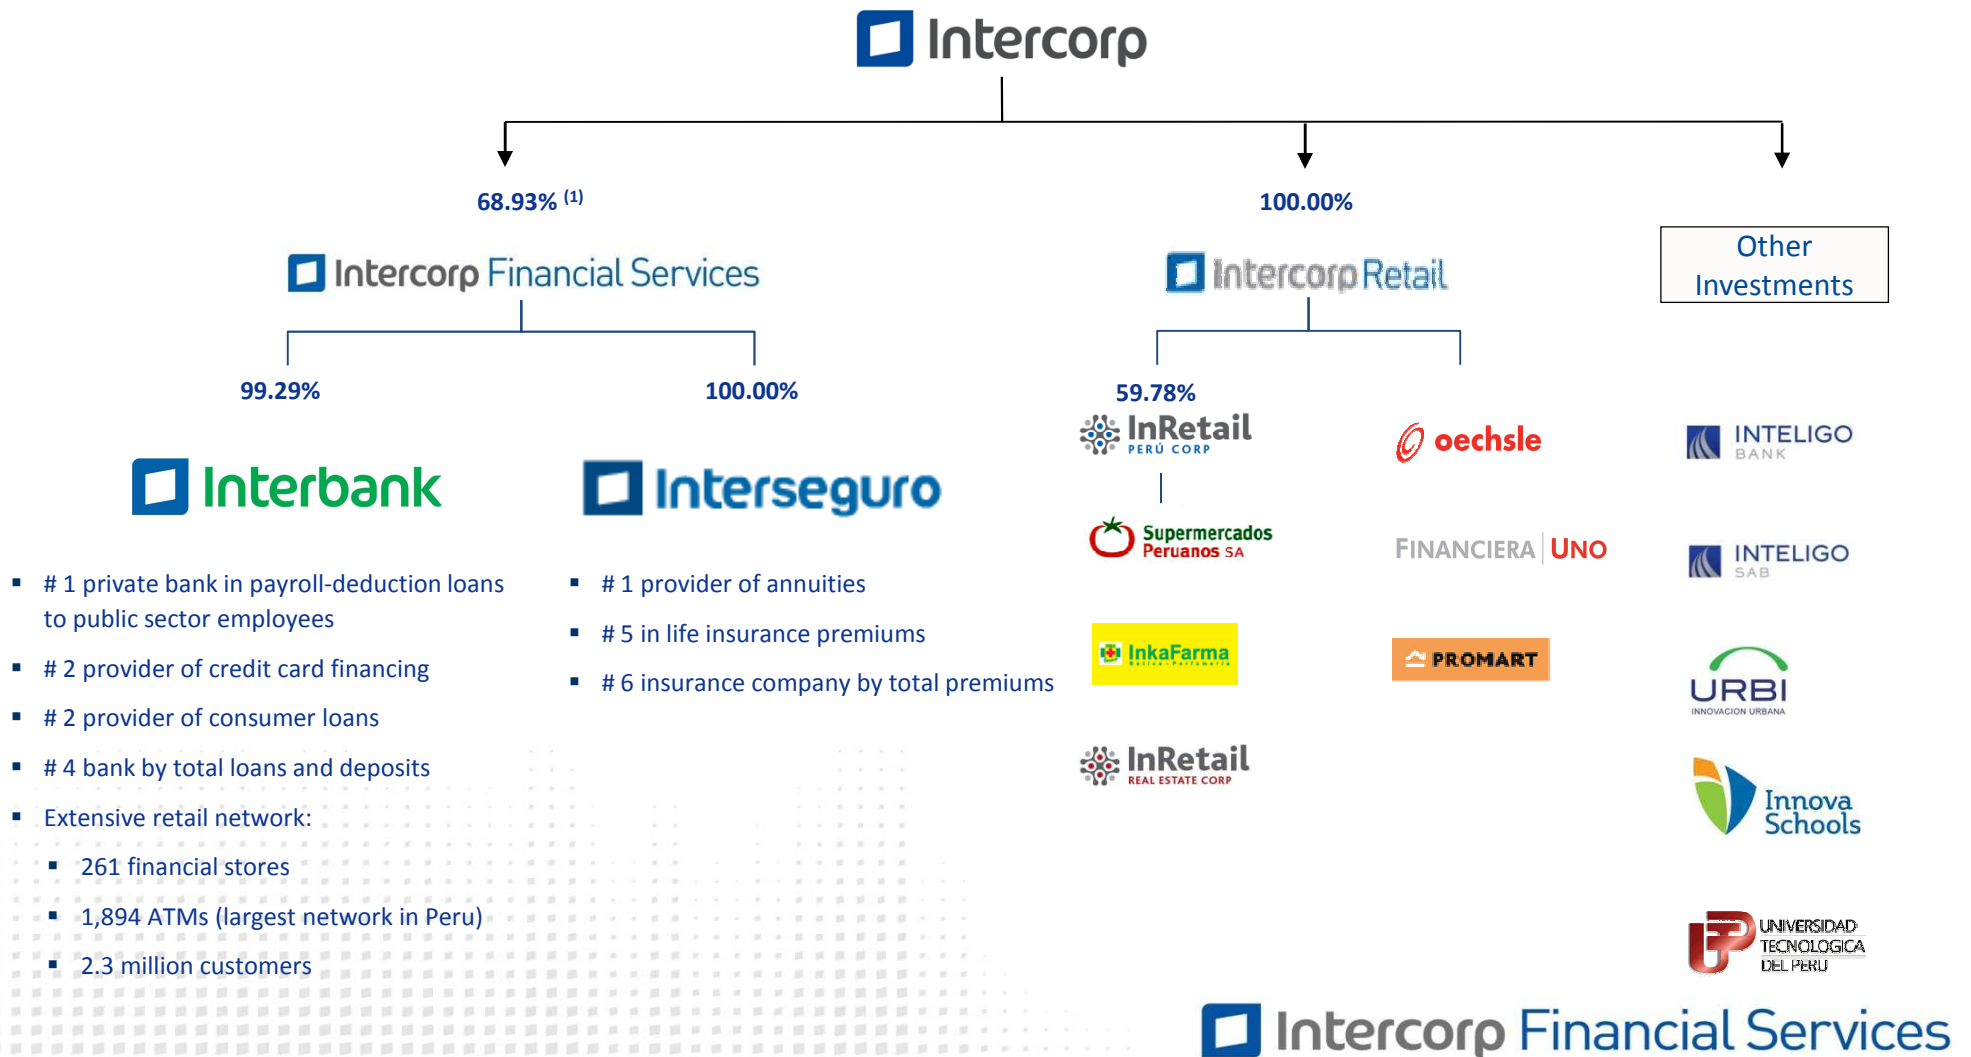 Intercorp
68.93% (1)
100.00%
Intercorp Financial Services
Intercorp Retail
Other
Investments
99.29%
100.00%
59.78%
Interbank
Interseguro
InRetail
PERÚ CORP
oechsle
INTELIGO
BANK
Supermercados
Peruanos SA
FINANCIERA UNO
INTELIGO
SAB
InkaFarma
Botica - Perfumería
PROMART
URBI
INNOVACION URBANA
InRetail
REAL ESTATE CORP
Innova
Schools
UNIVERSIDAD
TECNOLOGICA
DEL PERU
▪ # 1 private bank in payroll-deduction loans
to public sector employees
▪ # 2 provider of credit card financing
▪ # 2 provider of consumer loans
▪ # 4 bank by total loans and deposits
▪ Extensive retail network:
▪ 261 financial stores
▪ 1,894 ATMs (largest network in Peru)
▪ 2.3 million customers
▪ # 1 provider of annuities
▪ # 5 in life insurance premiums
▪ # 6 insurance company by total premiums
Intercorp Financial Services